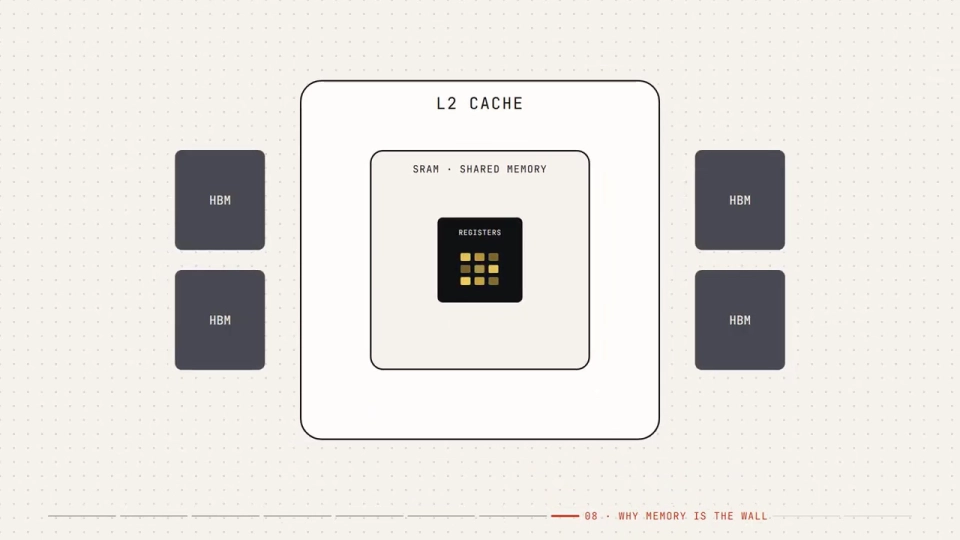 L2 CACHE
SRAM · SHARED MEMORY
REGISTERS
HBM
HBM
HBM
HBM
08 · WHY MEMORY IS THE WALL